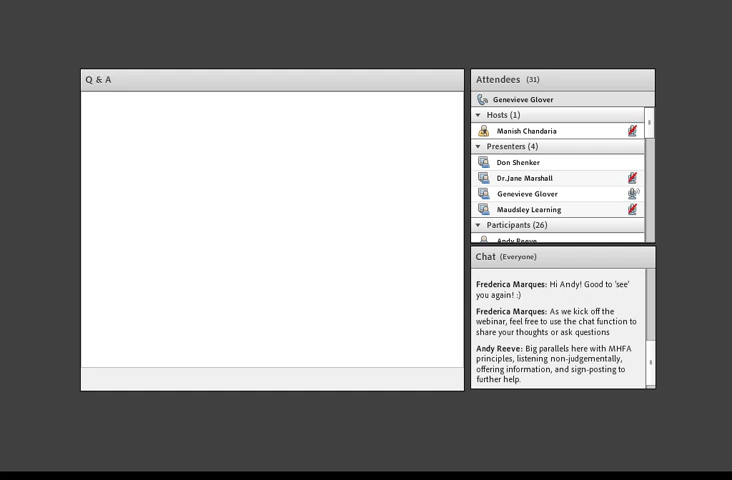 Q & A
Attendees (31)
Genevieve Glover
Hosts (1)
Manish Chandaria
Presenters (4)
Don Shenker
Dr.Jane Marshall
Genevieve Glover
Maudsley Learning
Participants (26)
Andy Reeve
Chat (Everyone)
Frederica Marques: Hi Andy! Good to 'see'
you again! :)
Frederica Marques: As we kick off the
webinar, feel free to use the chat function to
share your thoughts or ask questions
Andy Reeve: Big parallels here with MHFA
principles, listening non-judgementally,
offering information, and sign-posting to
further help.